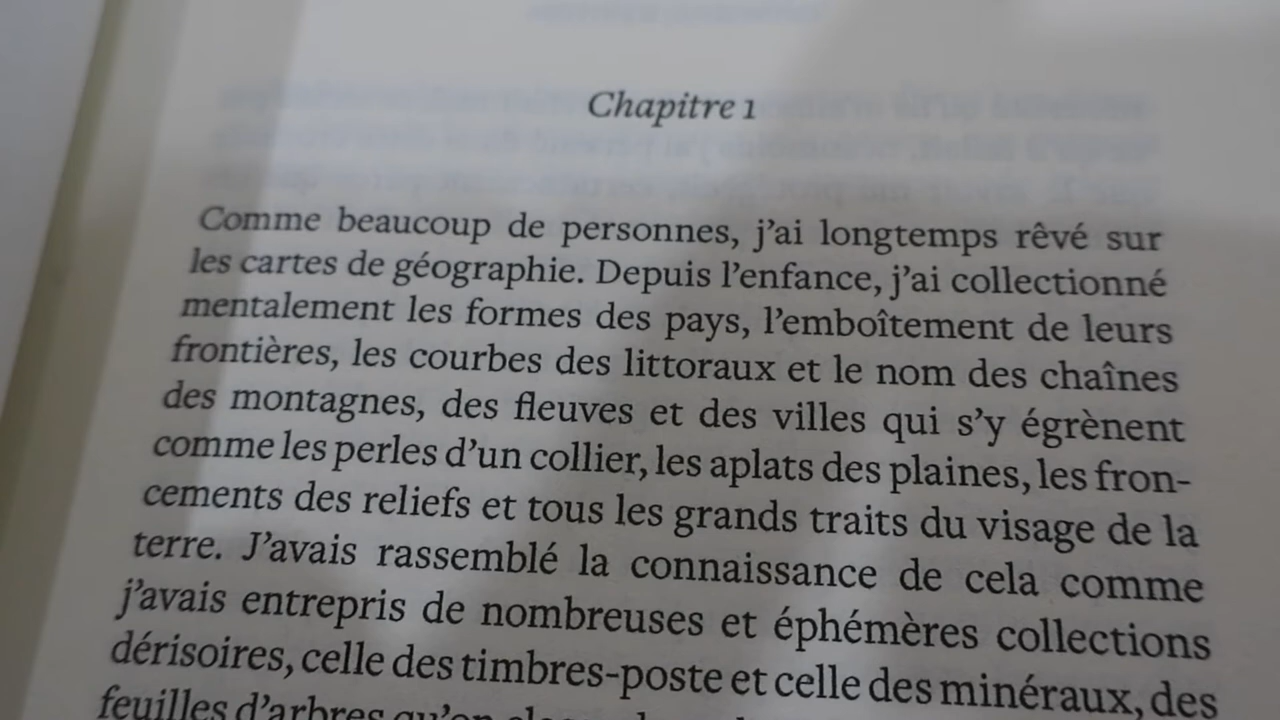 Chapitre 1
Comme beaucoup de personnes, j’ai longtemps rêvé sur
les cartes de géographie. Depuis l’enfance, j’ai collectionné
mentalement les formes des pays, l’emboîtement de leurs
frontières, les courbes des littoraux et le nom des chaînes
des montagnes, des fleuves et des villes qui s’y égrènent
comme les perles d’un collier, les aplats des plaines, les fron-
cements des reliefs et tous les grands traits du visage de la
terre. J’avais rassemblé la connaissance de cela comme
j’avais entrepris de nombreuses et éphémères collections
dérisoires, celle des timbres-poste et celle des minéraux, des
feuilles d’arbres qu’on